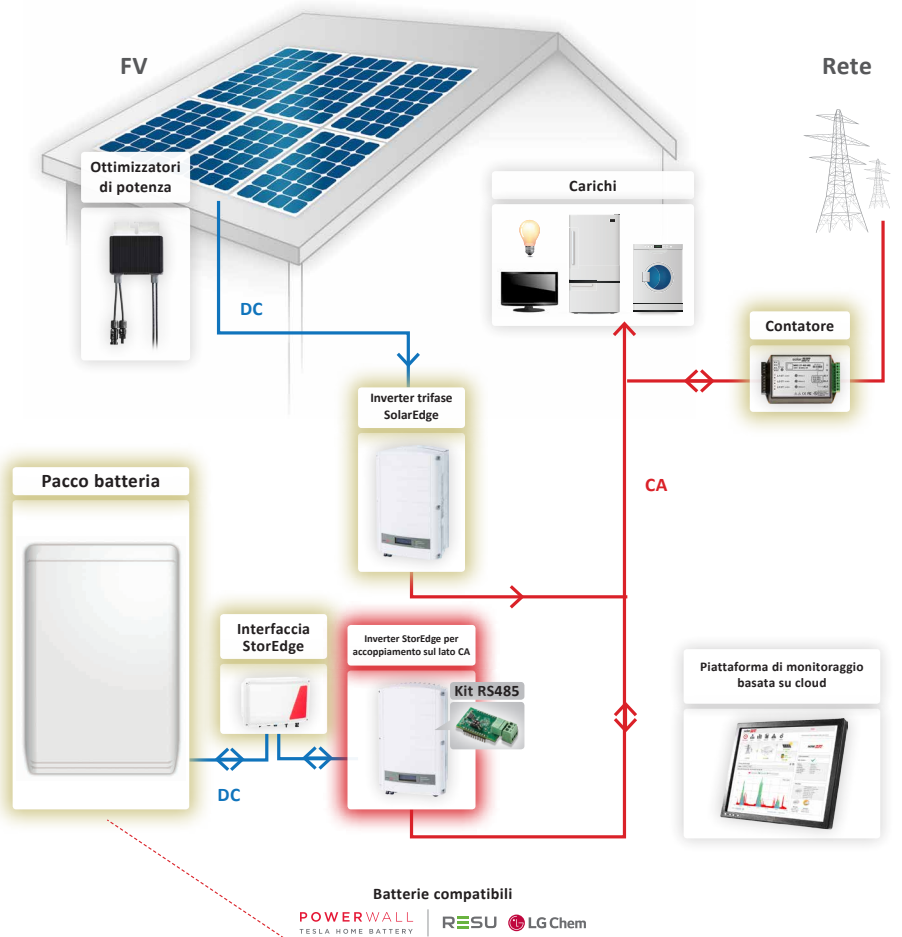 FV
Rete
Ottimizzatori
di potenza
Carichi
DC
Contatore
Inverter trifase
SolarEdge
CA
Pacco batteria
Interfaccia
StorEdge
Inverter StorEdge per
accoppiamento sul lato CA
Kit RS485
Piattaforma di monitoraggio
basata su cloud
DC
Batterie compatibili
POWERWALL
TESLA HOME BATTERY
RESU
LG Chem